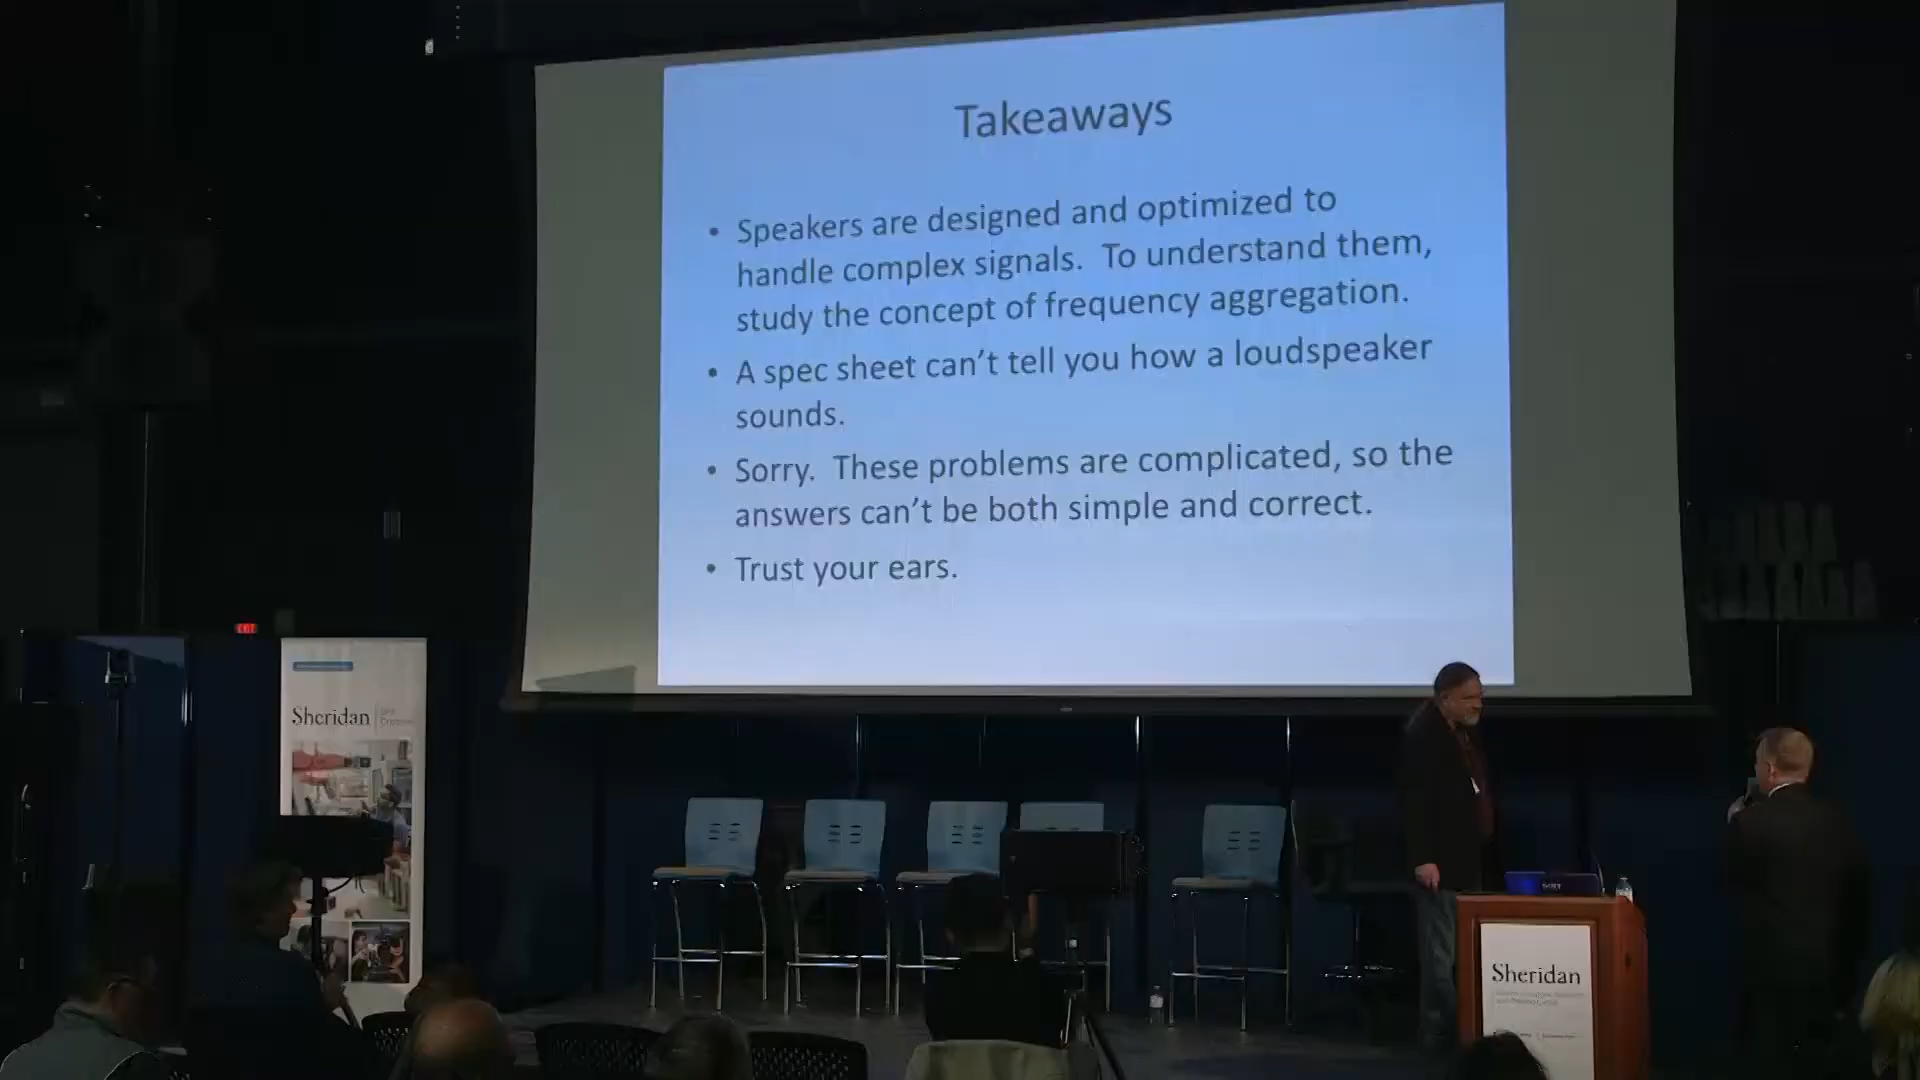 Takeaways
• Speakers are designed and optimized to
handle complex signals.  To understand them,
study the concept of frequency aggregation.
• A spec sheet can’t tell you how a loudspeaker
sounds.
• Sorry.  These problems are complicated, so the
answers can’t be both simple and correct.
• Trust your ears.
EXIT
Sheridan
Sheridan